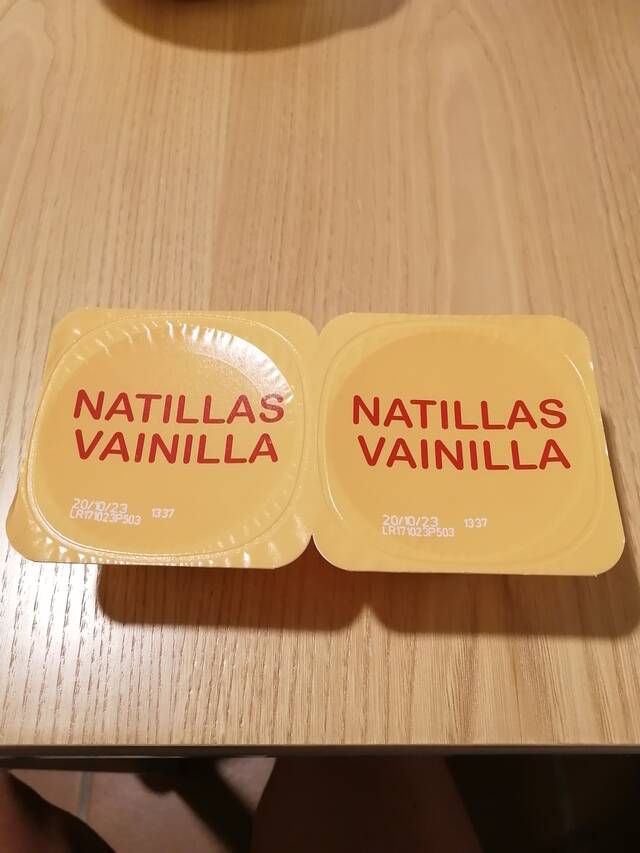 NATILLAS
VAINILLA
20/10/23 1337
LR171023P503
NATILLAS
VAINILLA
20/10/23 1337
LR171023P503